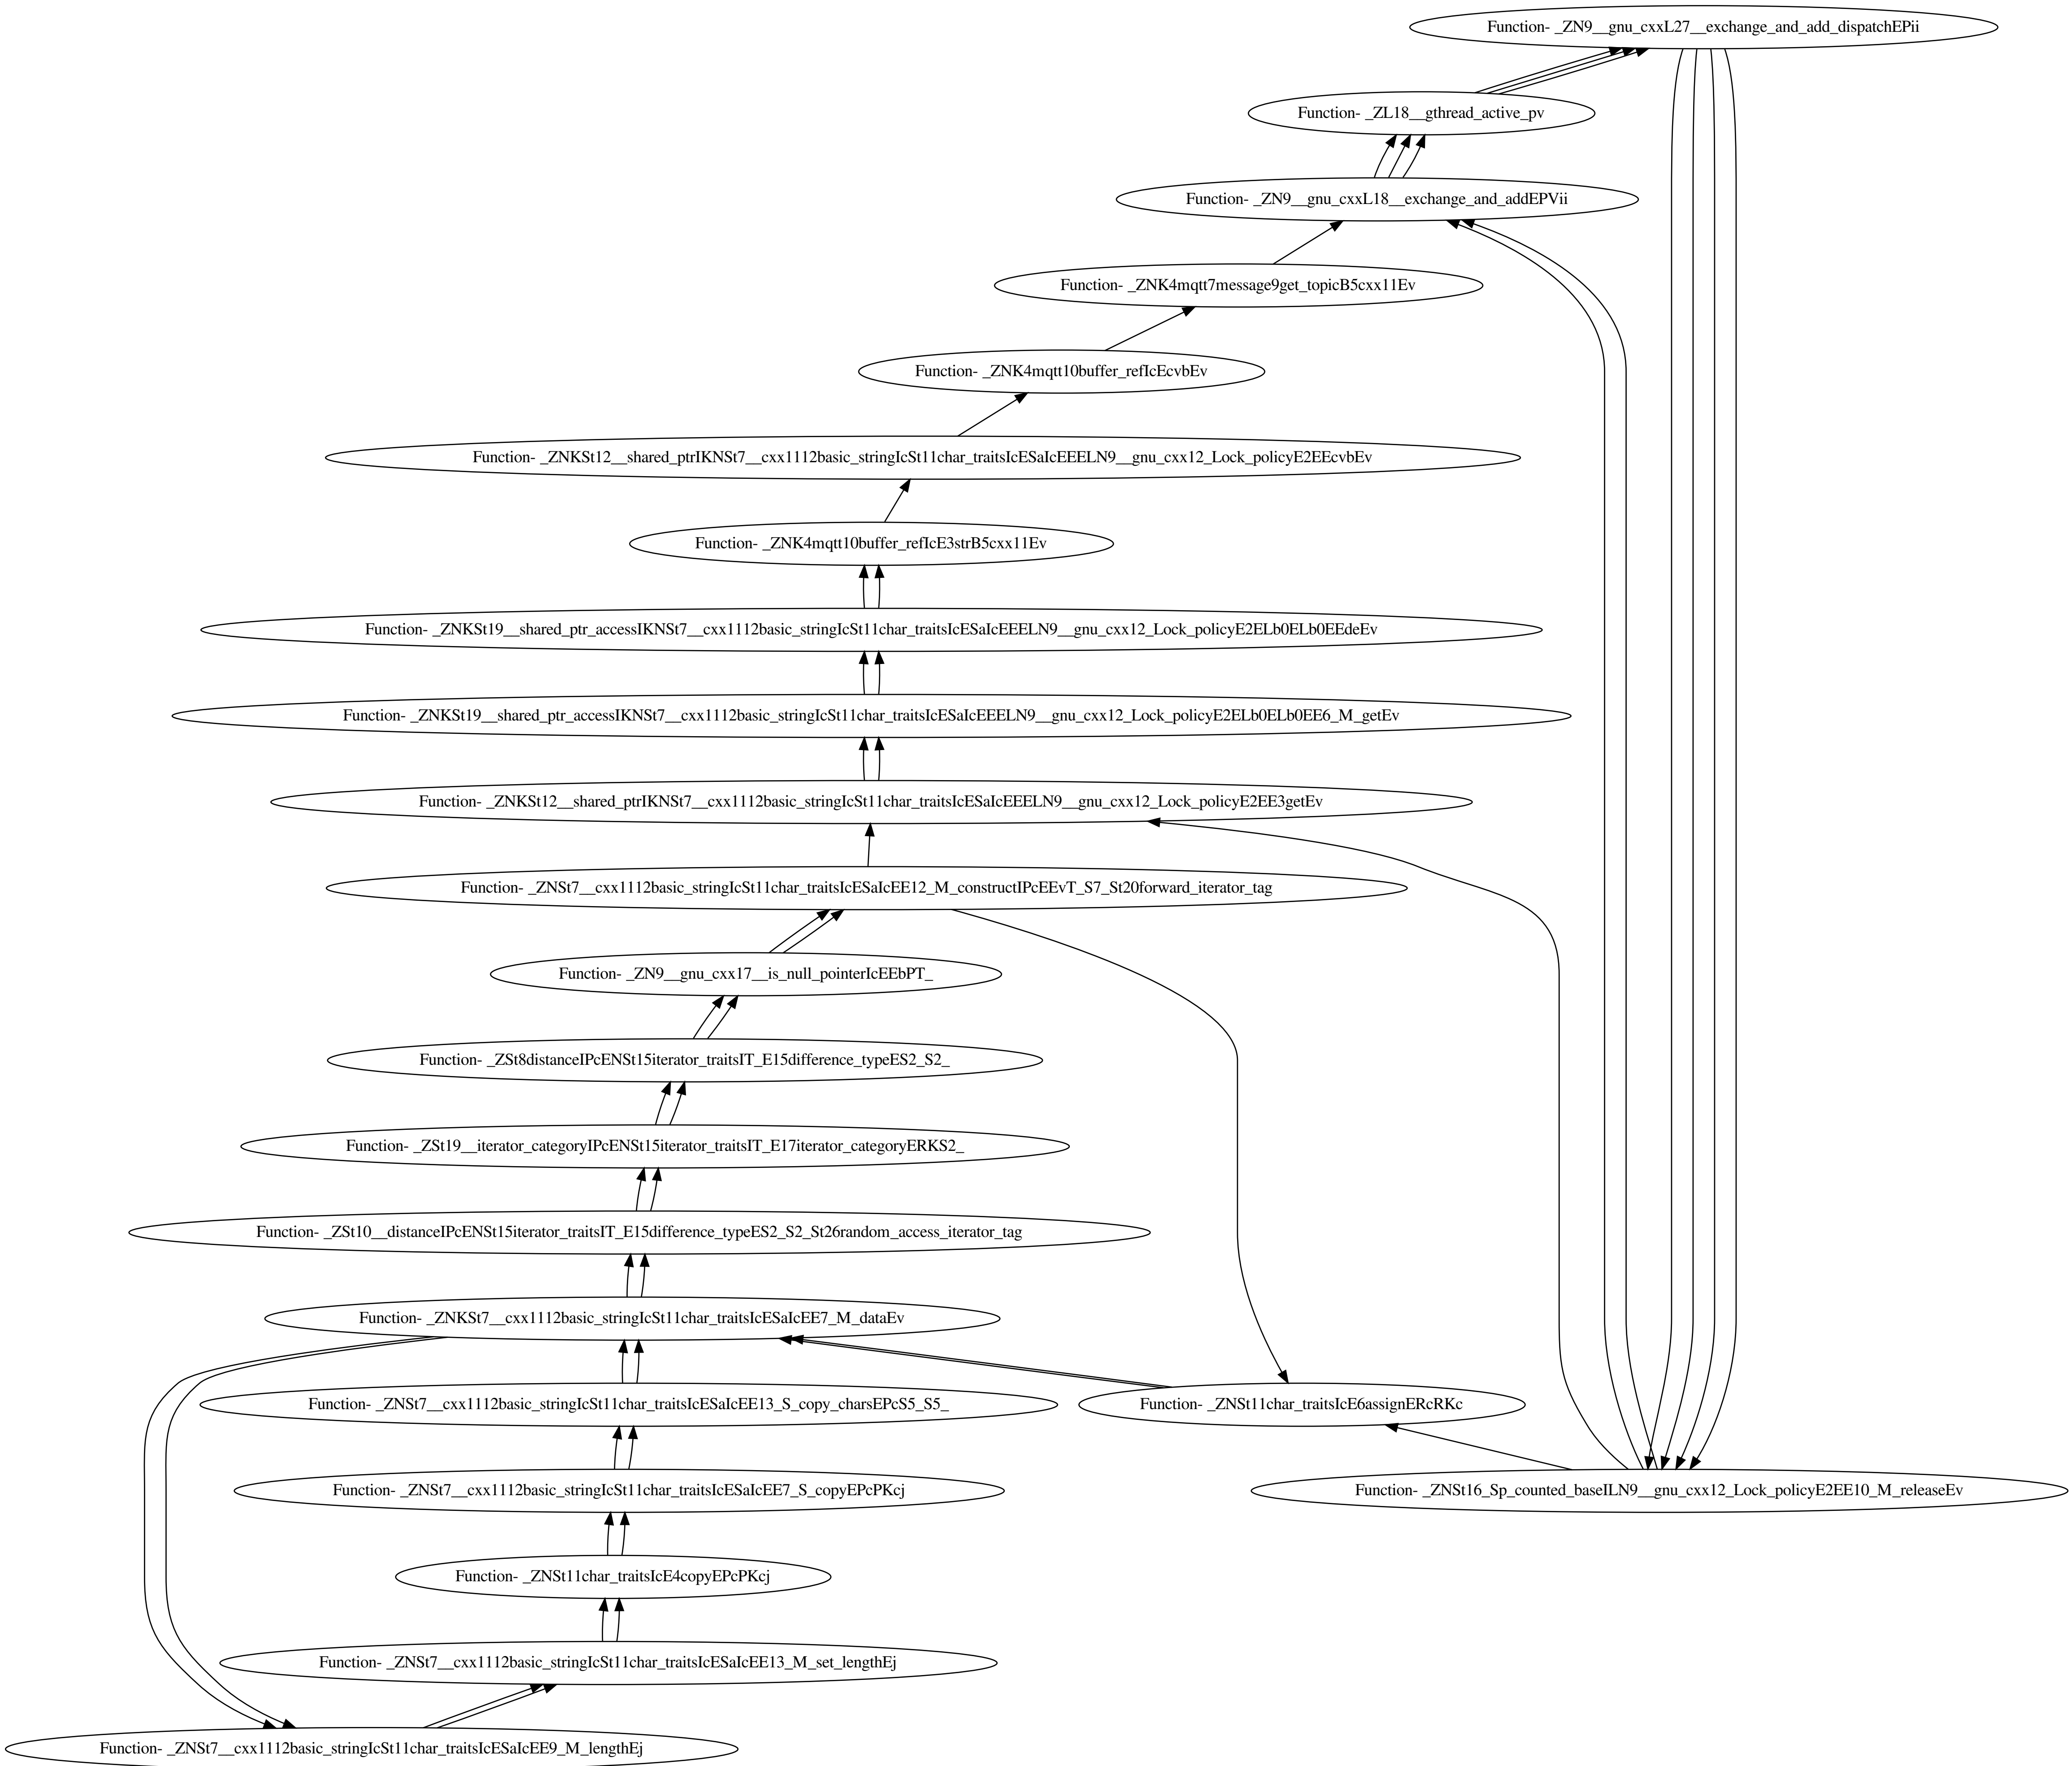 Function- _ZN9__gnu_cxxL27__exchange_and_add_dispatchEPii
Function- _ZL18__gthread_active_pv
Function- _ZN9__gnu_cxxL18__exchange_and_addEPVii
Function- _ZNK4mqtt7message9get_topicB5cxx11Ev
Function- _ZNK4mqtt10buffer_refIcEcvbEv
Function- _ZNKSt12__shared_ptrIKNSt7__cxx1112basic_stringIcSt11char_traitsIcESaIcEEELN9__gnu_cxx12_Lock_policyE2EEcvbEv
Function- _ZNK4mqtt10buffer_refIcE3strB5cxx11Ev
Function- _ZNKSt19__shared_ptr_accessIKNSt7__cxx1112basic_stringIcSt11char_traitsIcESaIcEEELN9__gnu_cxx12_Lock_policyE2ELb0ELb0EEdeEv
Function- _ZNKSt19__shared_ptr_accessIKNSt7__cxx1112basic_stringIcSt11char_traitsIcESaIcEEELN9__gnu_cxx12_Lock_policyE2ELb0ELb0EE6_M_getEv
Function- _ZNKSt12__shared_ptrIKNSt7__cxx1112basic_stringIcSt11char_traitsIcESaIcEEELN9__gnu_cxx12_Lock_policyE2EE3getEv
Function- _ZNSt7__cxx1112basic_stringIcSt11char_traitsIcESaIcEE12_M_constructIPcEEvT_S7_St20forward_iterator_tag
Function- _ZN9__gnu_cxx17__is_null_pointerIcEEbPT_
Function- _ZSt8distanceIPcENSt15iterator_traitsIT_E15difference_typeES2_S2_
Function- _ZSt19__iterator_categoryIPcENSt15iterator_traitsIT_E17iterator_categoryERKS2_
Function- _ZSt10__distanceIPcENSt15iterator_traitsIT_E15difference_typeES2_S2_St26random_access_iterator_tag
Function- _ZNKSt7__cxx1112basic_stringIcSt11char_traitsIcESaIcEE7_M_dataEv
Function- _ZNSt7__cxx1112basic_stringIcSt11char_traitsIcESaIcEE13_S_copy_charsEPcS5_S5_
Function- _ZNSt11char_traitsIcE6assignERcRKc
Function- _ZNSt7__cxx1112basic_stringIcSt11char_traitsIcESaIcEE7_S_copyEPcPKcj
Function- _ZNSt16_Sp_counted_baseILN9__gnu_cxx12_Lock_policyE2EE10_M_releaseEv
Function- _ZNSt11char_traitsIcE4copyEPcPKcj
Function- _ZNSt7__cxx1112basic_stringIcSt11char_traitsIcESaIcEE13_M_set_lengthEj
Function- _ZNSt7__cxx1112basic_stringIcSt11char_traitsIcESaIcEE9_M_lengthEj